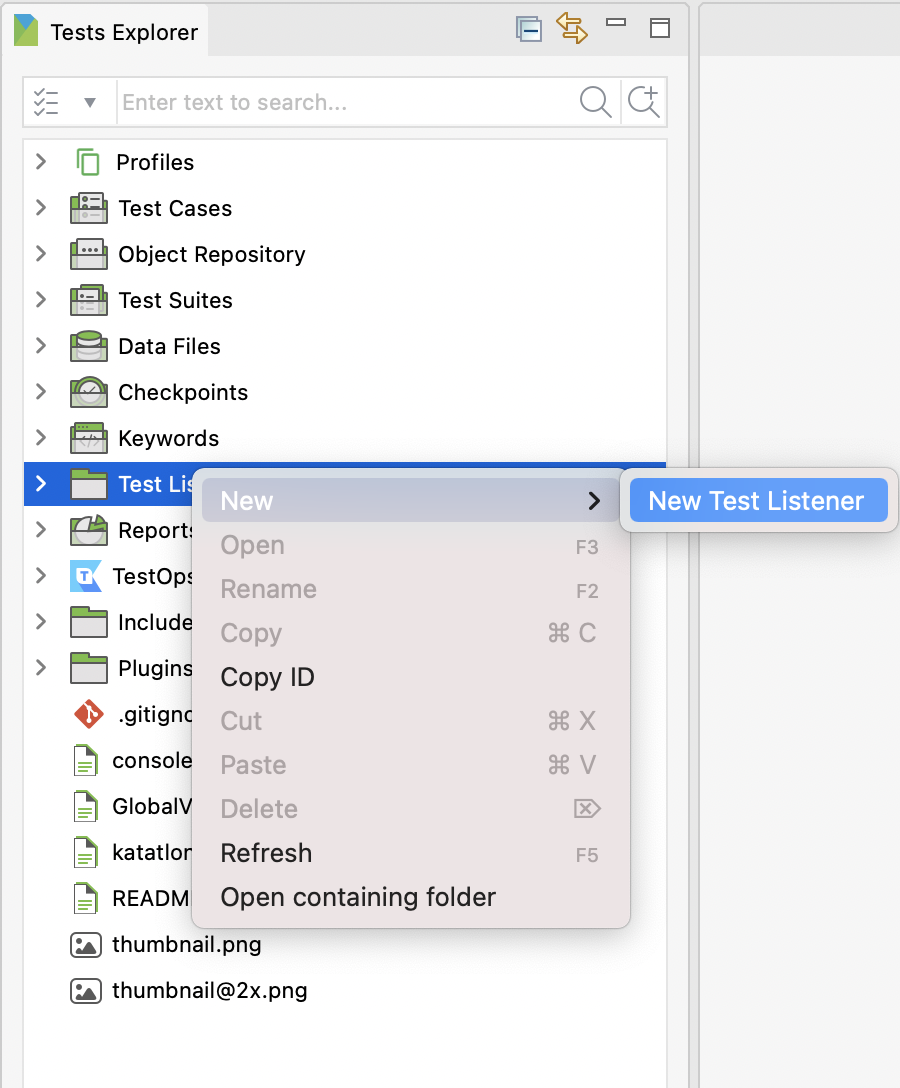 Tests Explorer
Enter text to search...
Profiles
Test Cases
Object Repository
Test Suites
Data Files
Checkpoints
Keywords
Test Lis
New
New Test Listener
Reports
Open F3
TestOps
Rename F2
Include
Copy ⌘ C
Plugins
Copy ID
.gitigno
Cut ⌘ X
console
Paste ⌘ V
GlobalV
Delete ⌦
katatlon
Refresh F5
README
Open containing folder
thumbnail.png
thumbnail@2x.png